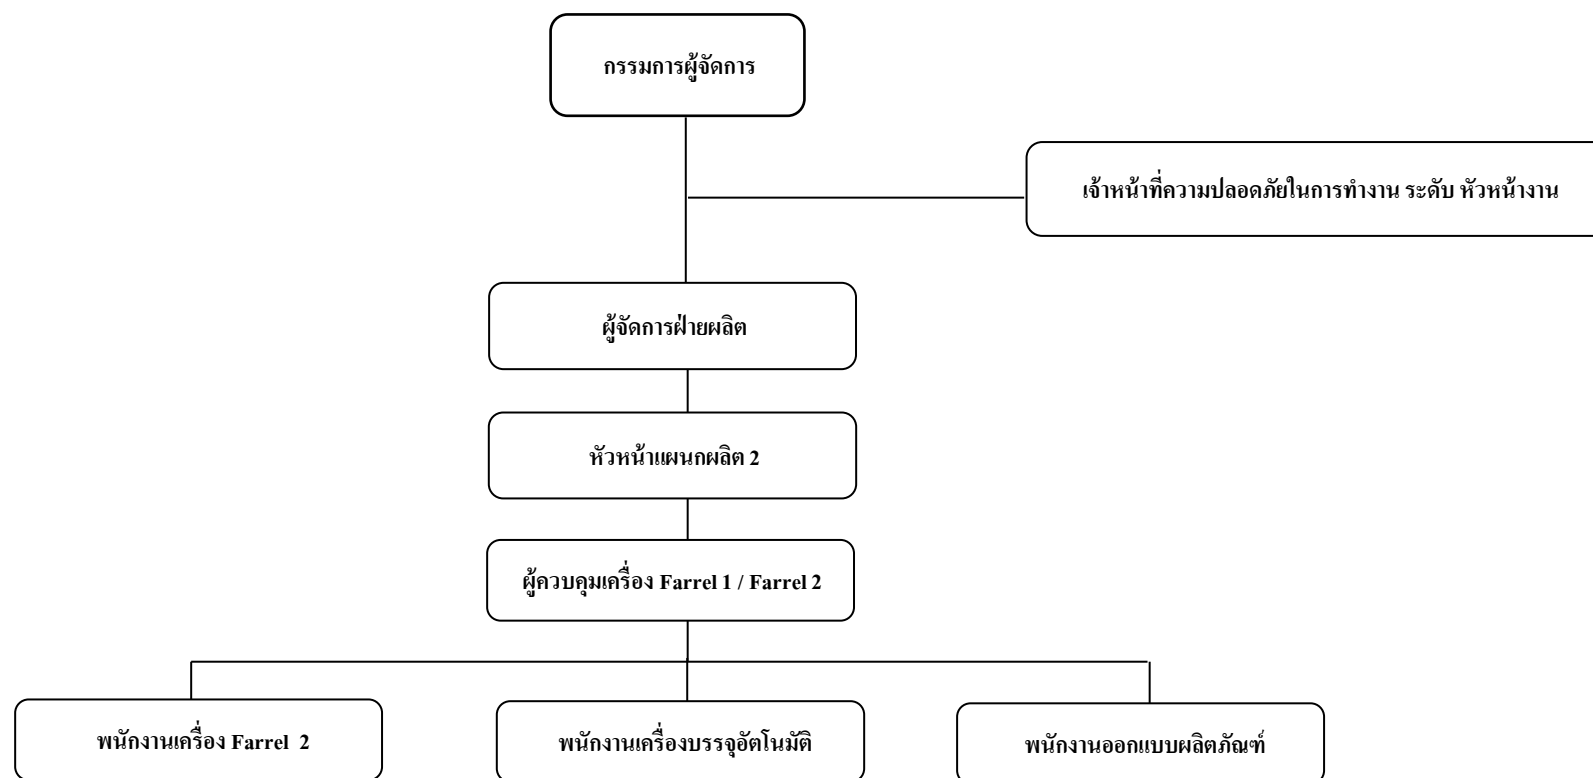 กรรมการผู้จัดการ
เจ้าหน้าที่ความปลอดภัยในการทำงาน ระดับ หัวหน้างาน
ผู้จัดการฝ่ายผลิต
หัวหน้าแผนกผลิต 2
ผู้ควบคุมเครื่อง Farrel 1 / Farrel 2
พนักงานเครื่อง Farrel 2
พนักงานเครื่องบรรจุอัตโนมัติ
พนักงานออกแบบผลิตภัณฑ์